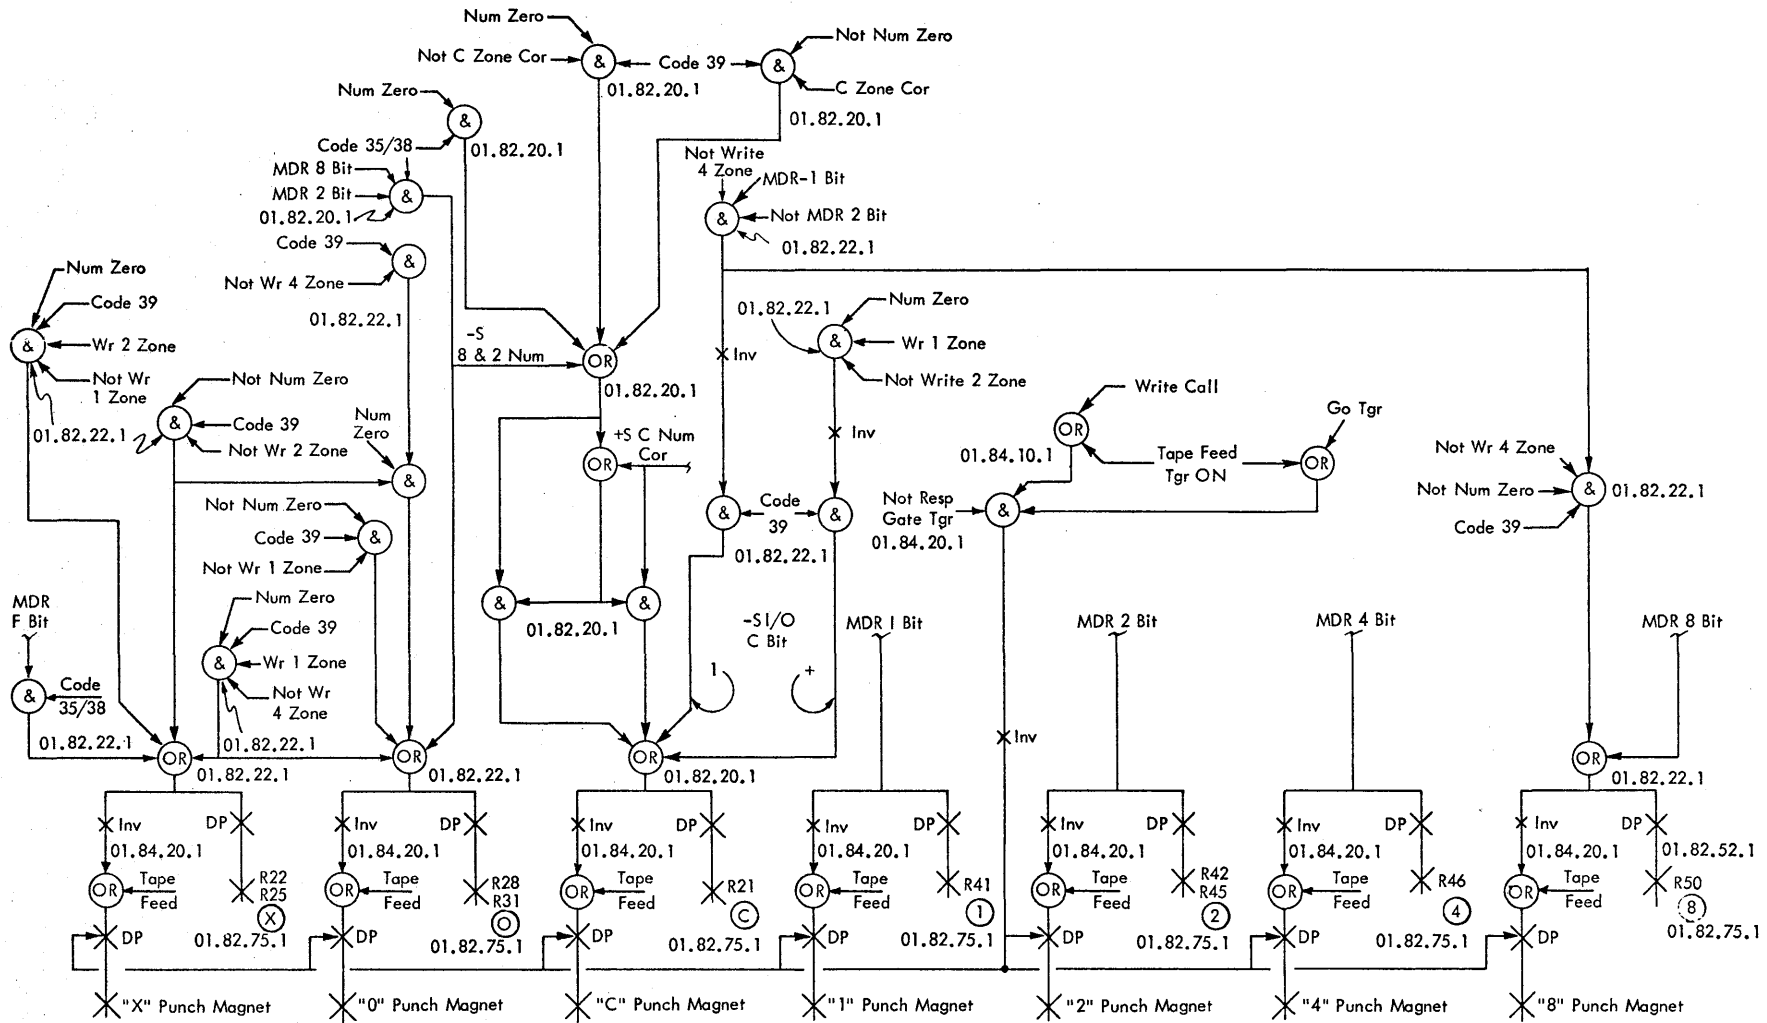 Num Zero
Not C Zone Cor
&
Code 39
&
Not Num Zero
C Zone Cor
01.82.20.1
01.82.20.1
Num Zero
&
Code 35/38
01.82.20.1
MDR 8 Bit
MDR 2 Bit
&
01.82.20.1
Not Write
4 Zone
MDR-1 Bit
&
Not MDR 2 Bit
01.82.22.1
Code 39
&
Not Wr 4 Zone
01.82.22.1
Num Zero
Code 39
&
Wr 2 Zone
Not Wr
1 Zone
01.82.22.1
-S
8 & 2 Num
OR
01.82.20.1
Inv
01.82.22.1
Num Zero
&
Wr 1 Zone
Not Write 2 Zone
Inv
Not Num Zero
&
Code 39
Not Wr 2 Zone
Num
Zero
&
+S C Num
Cor
OR
Write Call
OR
01.84.10.1
Tape Feed
Tgr ON
Go Tgr
OR
Not Resp
Gate Tgr
01.84.20.1
&
Not Wr 4 Zone
Not Num Zero
&
01.82.22.1
Code 39
Not Num Zero
Code 39
&
Not Wr 1 Zone
&
Code
39
&
01.82.22.1
&
&
01.82.20.1
Num Zero
Code 39
&
Wr 1 Zone
Not Wr
4 Zone
01.82.22.1
MDR
F Bit
&
Code
35/38
01.82.22.1
-S I/O
C Bit
1
+
MDR 1 Bit
MDR 2 Bit
MDR 4 Bit
MDR 8 Bit
Inv
OR
01.82.22.1
OR
01.82.22.1
OR
01.82.20.1
OR
01.82.22.1
Inv
DP
01.84.20.1
OR
Tape
Feed
R22
R25
X
DP
01.82.75.1
"X" Punch Magnet
Inv
DP
01.84.20.1
OR
Tape
Feed
R28
R31
O
DP
01.82.75.1
"0" Punch Magnet
Inv
DP
01.84.20.1
OR
Tape
Feed
R21
C
DP
01.82.75.1
"C" Punch Magnet
Inv
DP
01.84.20.1
OR
Tape
Feed
R41
1
DP
01.82.75.1
"1" Punch Magnet
Inv
DP
01.84.20.1
OR
Tape
Feed
R42
R45
2
DP
01.82.75.1
"2" Punch Magnet
Inv
DP
01.84.20.1
OR
Tape
Feed
R46
4
DP
01.82.75.1
"4" Punch Magnet
Inv
DP
01.84.20.1
01.82.52.1
OR
Tape
Feed
R50
8
DP
01.82.75.1
"8" Punch Magnet